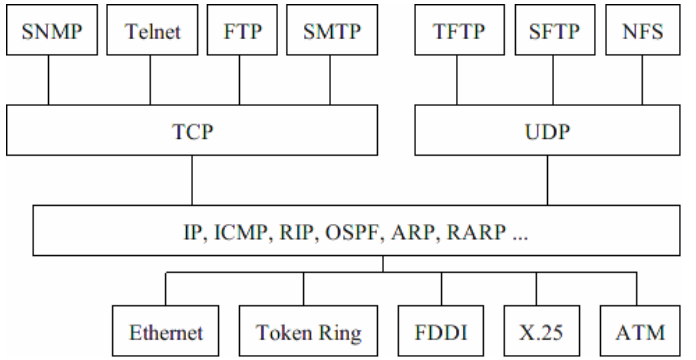 SNMP Telnet FTP SMTP TFTP SFTP NFS
TCP UDP
IP, ICMP, RIP, OSPF, ARP, RARP ...
Ethernet Token Ring FDDI X.25 ATM